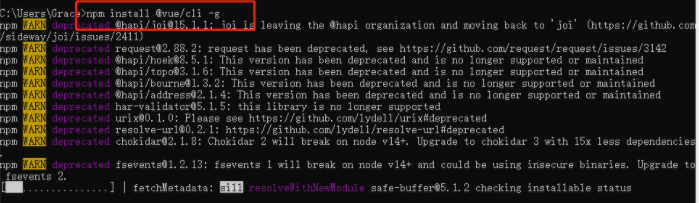 C:\Users\Grace>npm install @vue/cli -g
npm WARN deprecated @hapi/joi@15.1.1: joi is leaving the @hapi organization and moving back to 'joi' (https://github.com
/sideway/joi/issues/2411)
npm WARN deprecated request@2.88.2: request has been deprecated, see https://github.com/request/request/issues/3142
npm WARN deprecated @hapi/hoek@8.5.1: This version has been deprecated and is no longer supported or maintained
npm WARN deprecated @hapi/topo@3.1.6: This version has been deprecated and is no longer supported or maintained
npm WARN deprecated @hapi/bourne@1.3.2: This version has been deprecated and is no longer supported or maintained
npm WARN deprecated @hapi/address@2.1.4: This version has been deprecated and is no longer supported or maintained
npm WARN deprecated har-validator@5.1.5: this library is no longer supported
npm WARN deprecated urix@0.1.0: Please see https://github.com/lydell/urix#deprecated
npm WARN deprecated resolve-url@0.2.1: https://github.com/lydell/resolve-url#deprecated
npm WARN deprecated chokidar@2.1.8: Chokidar 2 will break on node v14+. Upgrade to chokidar 3 with 15x less dependencies
.
npm WARN deprecated fsevents@1.2.13: fsevents 1 will break on node v14+ and could be using insecure binaries. Upgrade to
fsevents 2.
[ ...............] | fetchMetadata: sill resolveWithNewModule safe-buffer@5.1.2 checking installable status